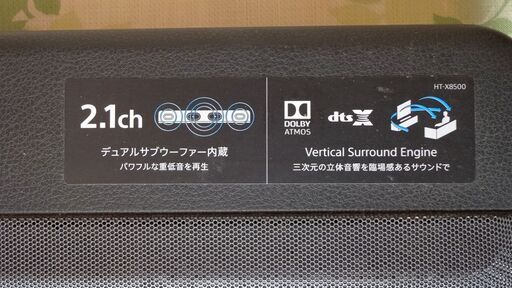 2.1ch
デュアルサブウーファー内蔵
パワフルな重低音を再生
HT-X8500
DOLBY
ATMOS
dts X
Vertical Surround Engine
三次元の立体音響を臨場感あるサウンドで